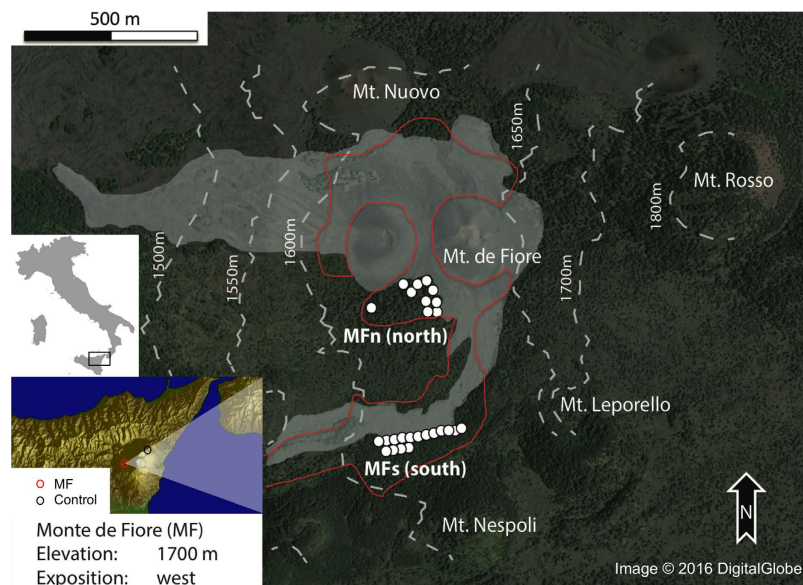 500 m
Mt. Nuovo
1650m
Mt. Rosso
1800m
Mt. de Fiore
1500m
1550m
1600m
1700m
MFn (north)
Mt. Leporello
MFs (south)
MF
Control
Mt. Nespoli
N
Monte de Fiore (MF)
Elevation: 1700 m
Exposition: west
Image © 2016 DigitalGlobe